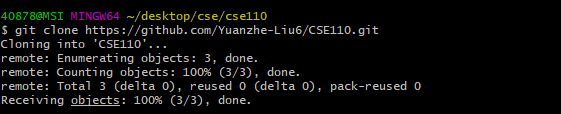 40878@MSI MINGW64 ~/desktop/cse/cse110
$ git clone https://github.com/Yuanzhe-Liu6/CSE110.git
Cloning into 'CSE110'...
remote: Enumerating objects: 3, done.
remote: Counting objects: 100% (3/3), done.
remote: Total 3 (delta 0), reused 0 (delta 0), pack-reused 0
Receiving objects: 100% (3/3), done.